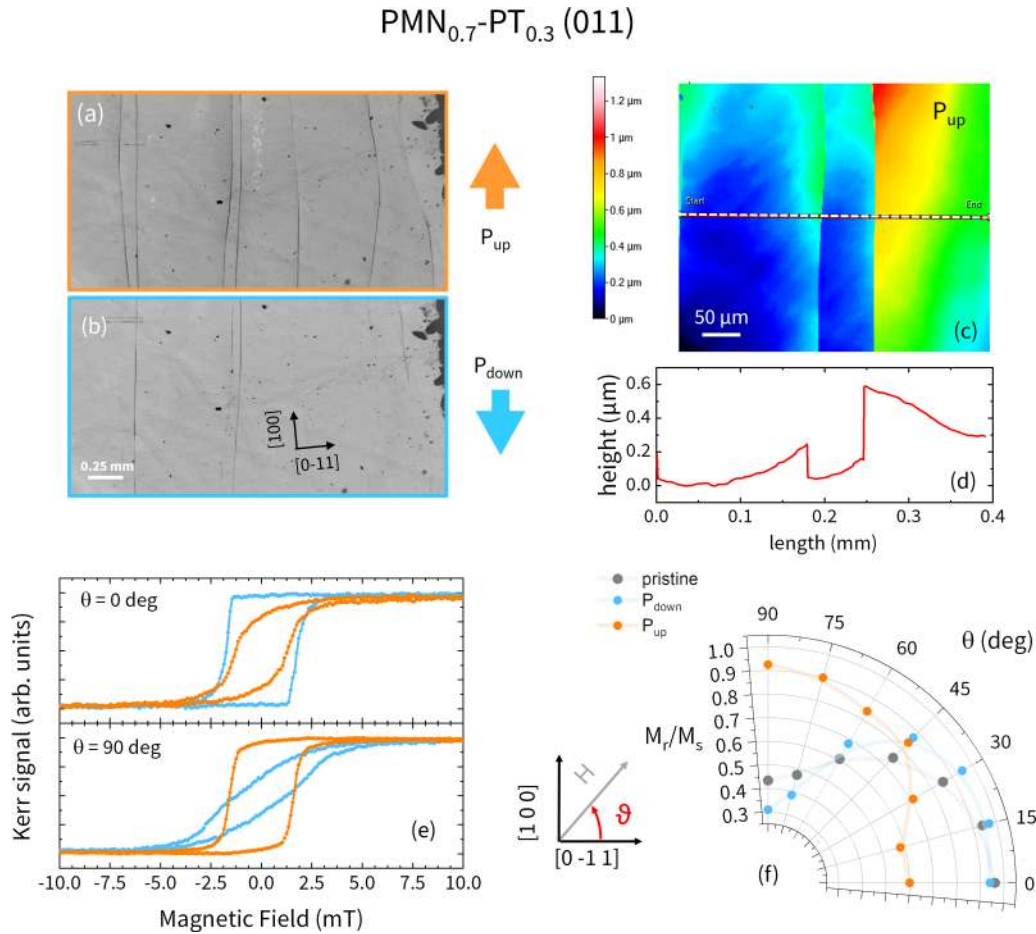 PMN0.7-PT0.3 (011)
(a)
Pup
(b)
Pdown
[100]
[0-11]
0.25 mm
1.2 µm
1 µm
0.8 µm
0.6 µm
0.4 µm
0.2 µm
0 µm
Pup
Start
End
50 µm
(c)
height (µm)
0.6
0.3
0.0
(d)
0.0 0.1 0.2 0.3 0.4
length (mm)
Kerr signal (arb. units)
θ = 0 deg
θ = 90 deg
(e)
-10.0 -7.5 -5.0 -2.5 0.0 2.5 5.0 7.5 10.0
Magnetic Field (mT)
[1 0 0]
H
ϑ
[0 -1 1]
pristine
Pdown
Pup
90
75
60
45
30
15
0
θ (deg)
Mr/Ms
1.0
0.9
0.8
0.7
0.6
0.5
0.4
0.3
(f)